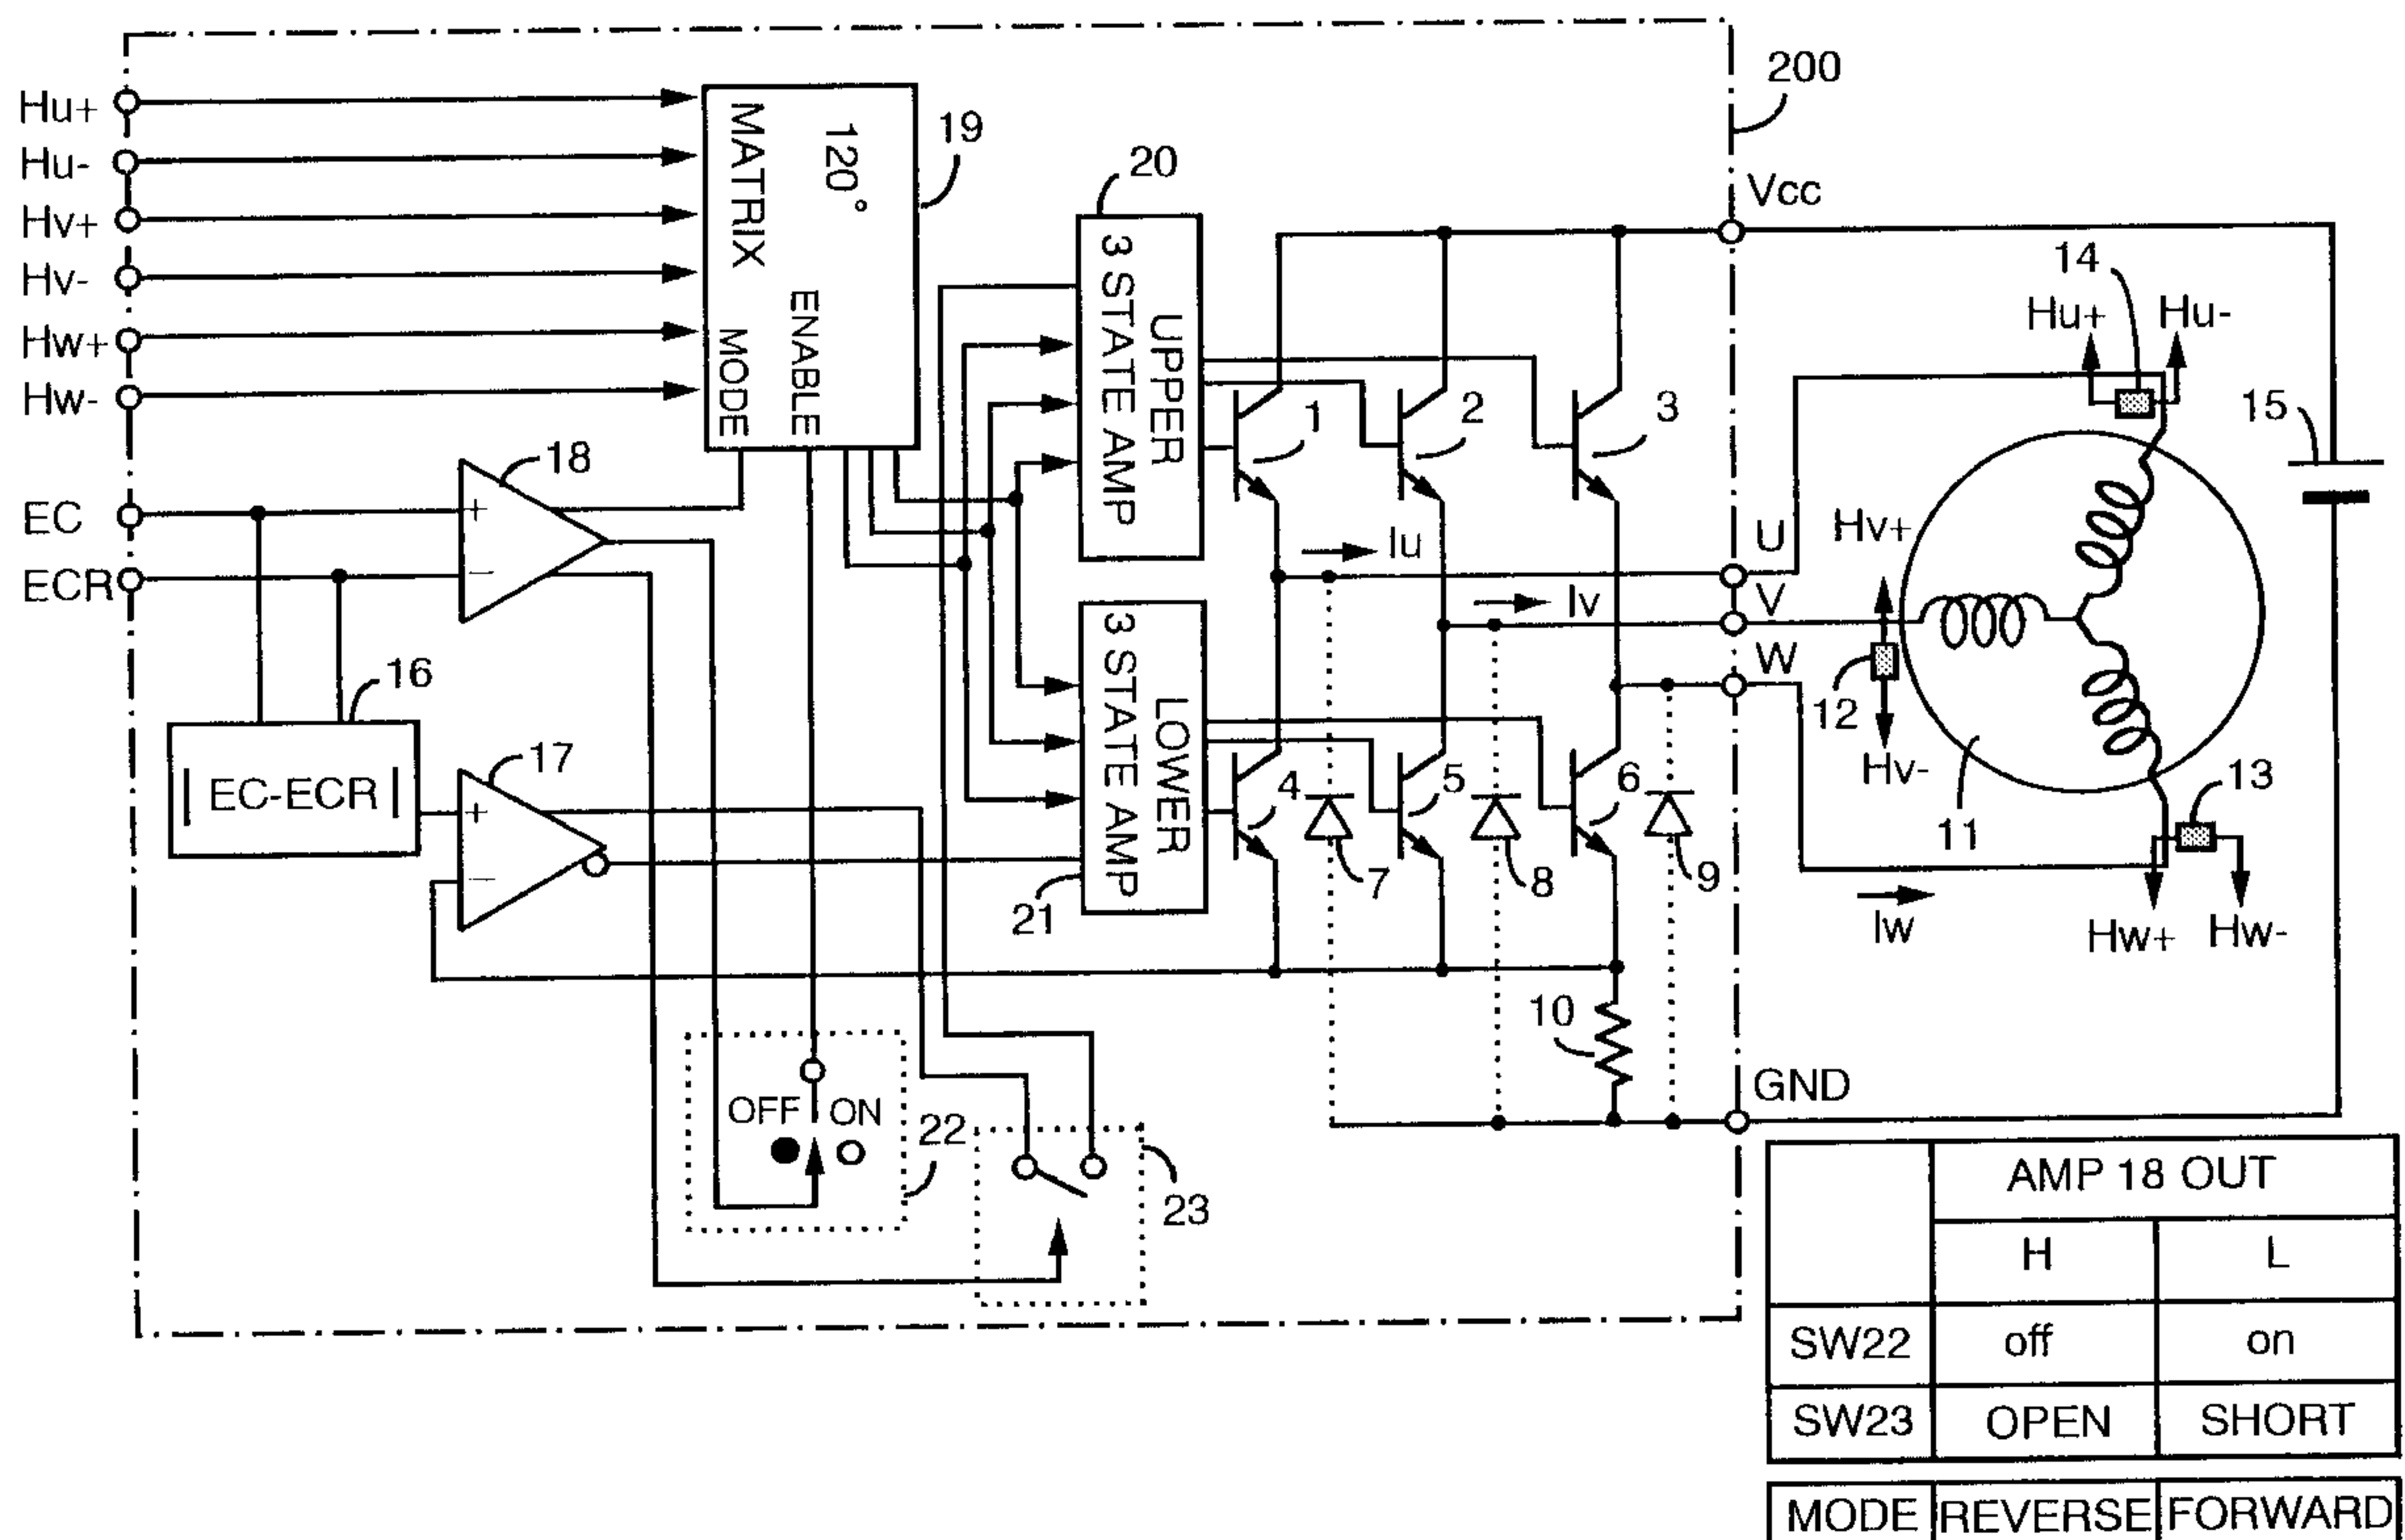 200
Hu+
Hu-
Hv+
Hv-
Hw+
Hw-
EC
ECR
MATRIX
120°
MODE
ENABLE
19
18
20
3 STATE AMP
UPPER
1
2
3
Vcc
14
Hu+
Hu-
15
Iu
U
Hv+
Iv
V
W
16
| EC-ECR |
17
3 STATE AMP
LOWER
21
4
5
6
7
8
9
12
Hv-
11
13
Iw
Hw+
Hw-
10
GND
OFF
ON
22
23
AMP 18 OUT
H
L
SW22
off
on
SW23
OPEN
SHORT
MODE
REVERSE
FORWARD